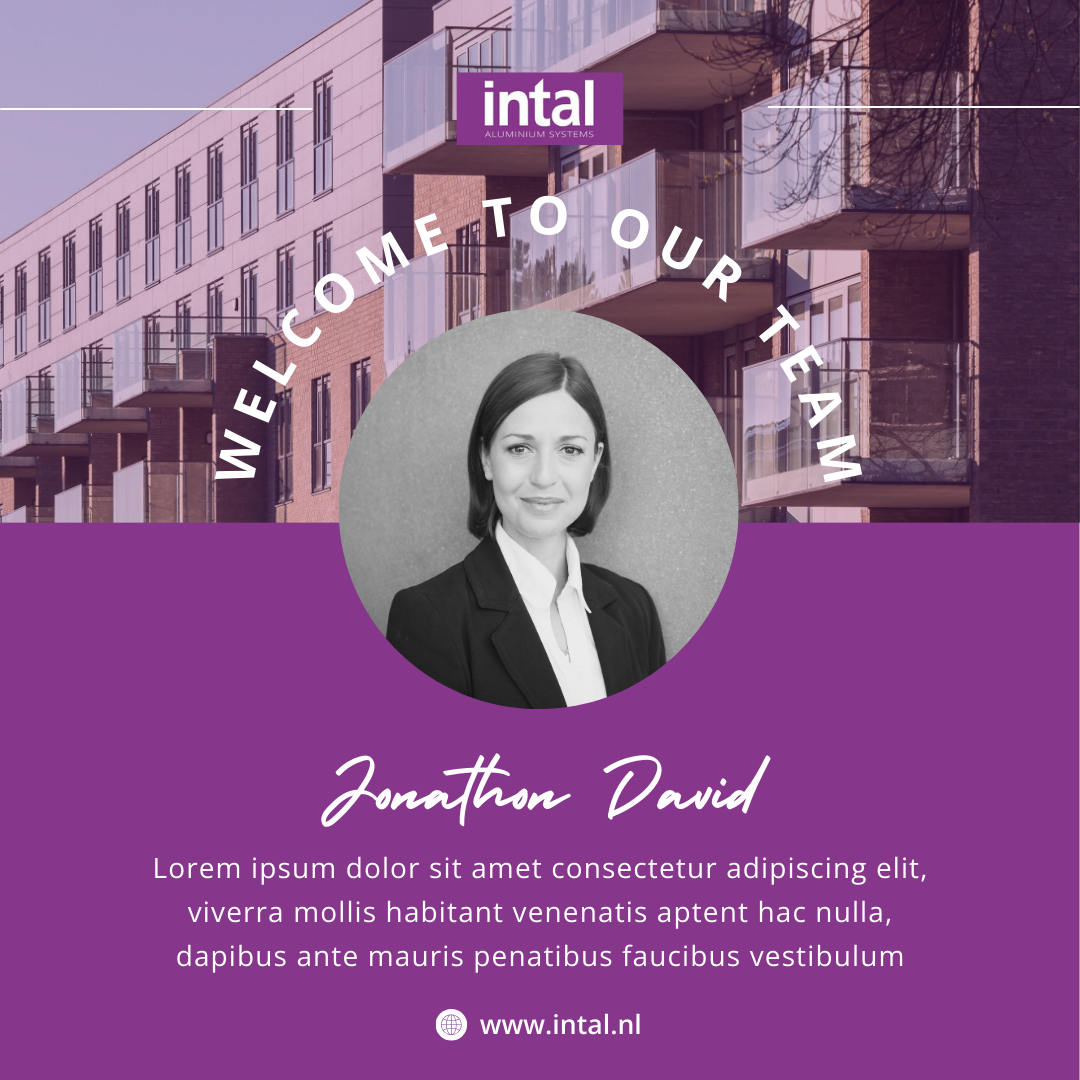 intal
ALUMINIUM SYSTEMS
WELCOME TO OUR TEAM
Jonathon David
Lorem ipsum dolor sit amet consectetur adipiscing elit,
viverra mollis habitant venenatis aptent hac nulla,
dapibus ante mauris penatibus faucibus vestibulum
www.intal.nl